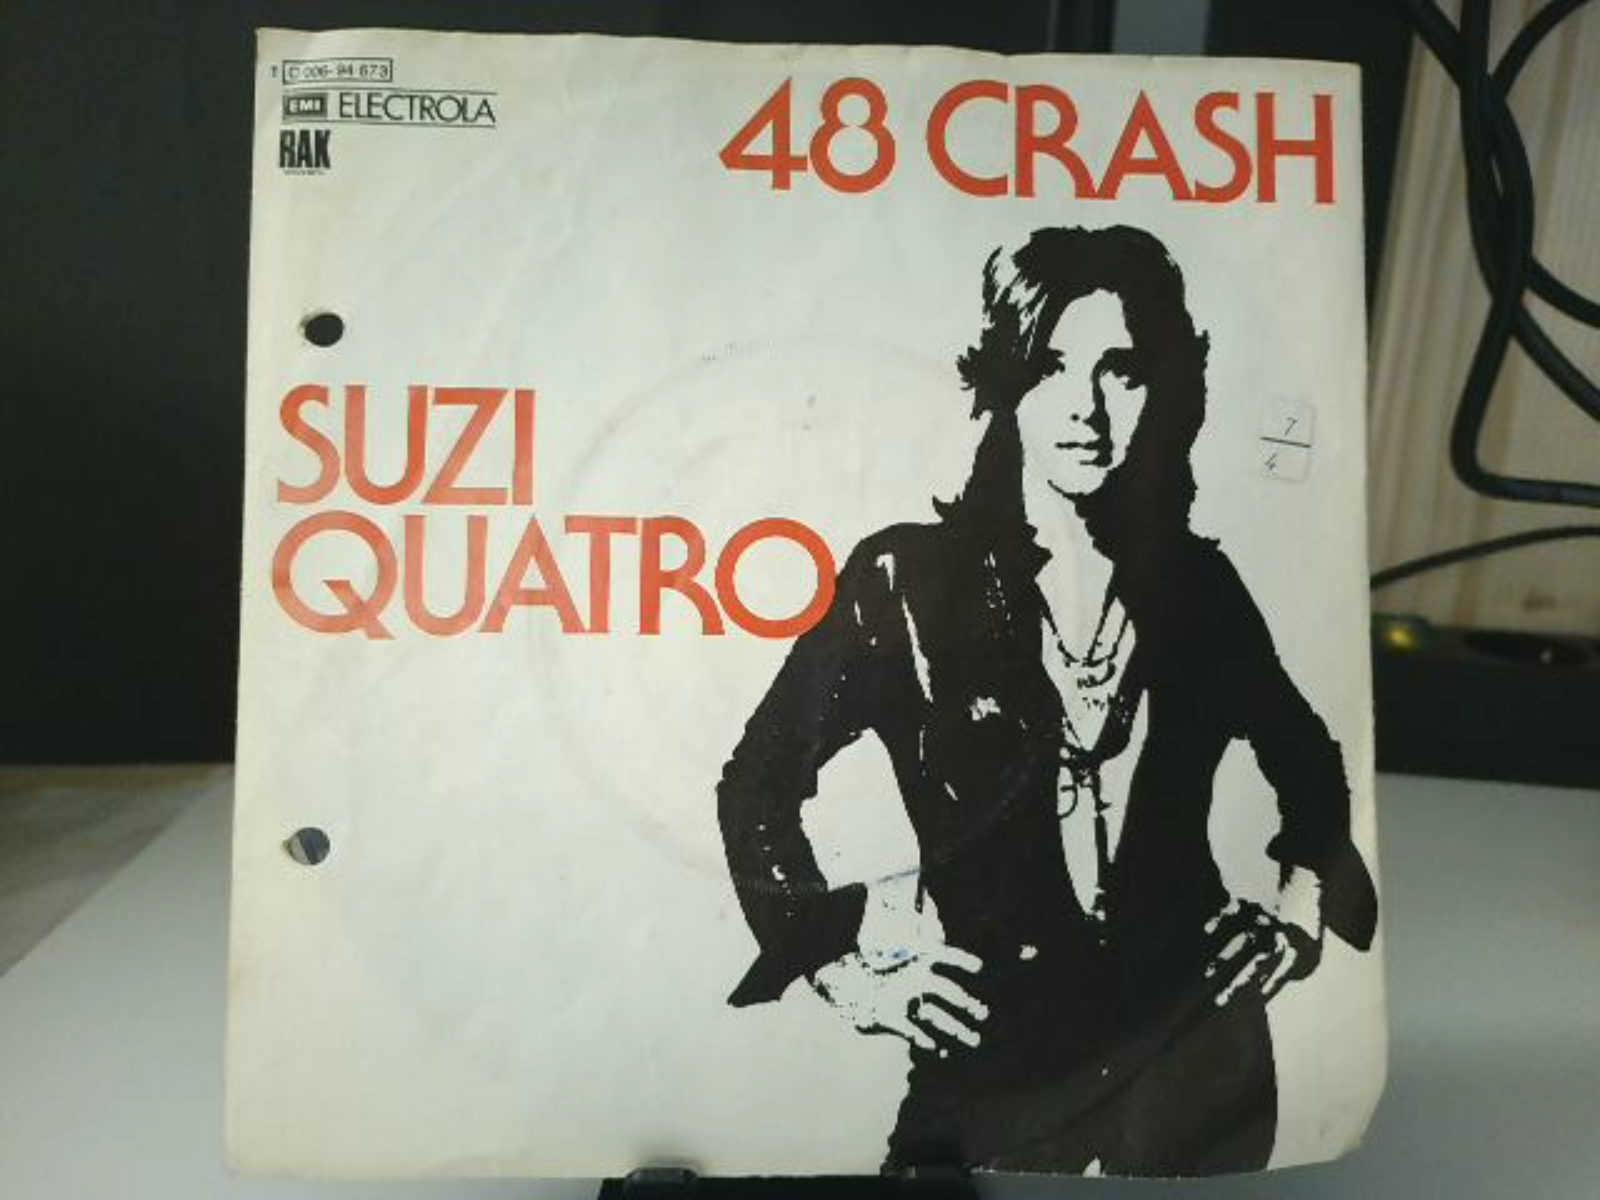 1 C 006-94 673
EMI ELECTROLA
RAK
48 CRASH
SUZI
QUATRO
7
4